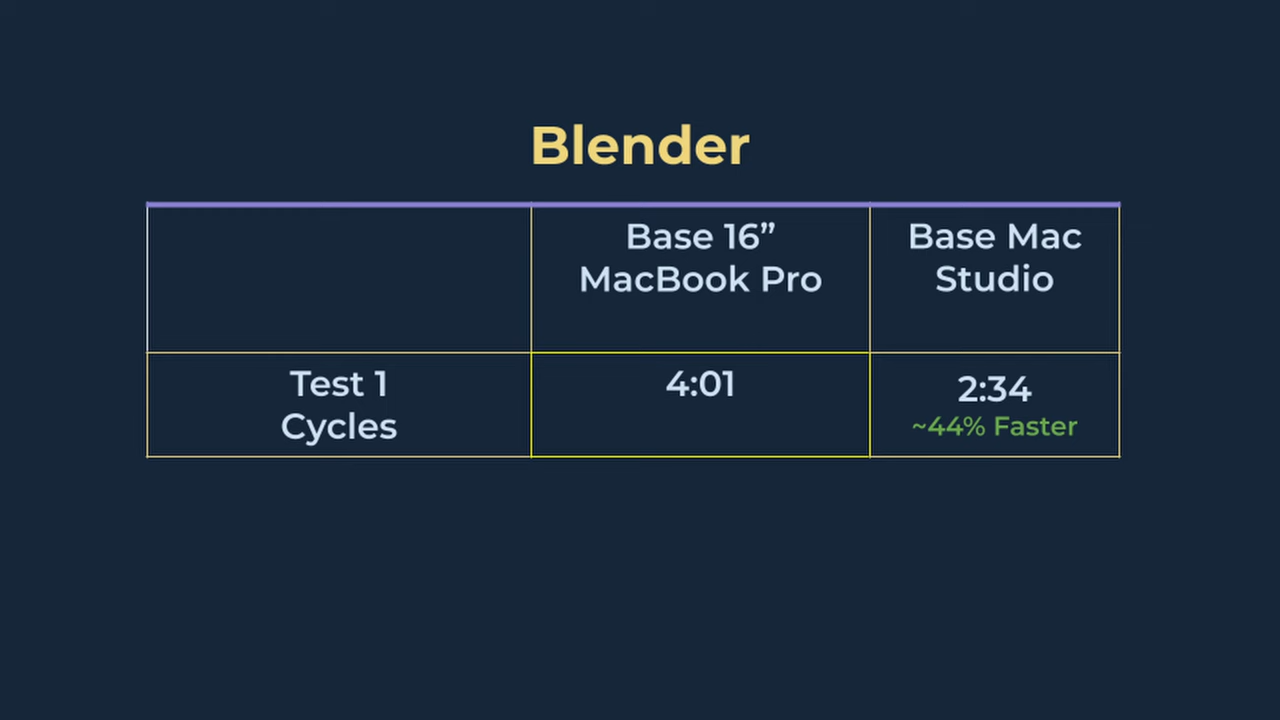 Blender
Base 16”
MacBook Pro
Base Mac
Studio
Test 1
Cycles
4:01
2:34
~44% Faster